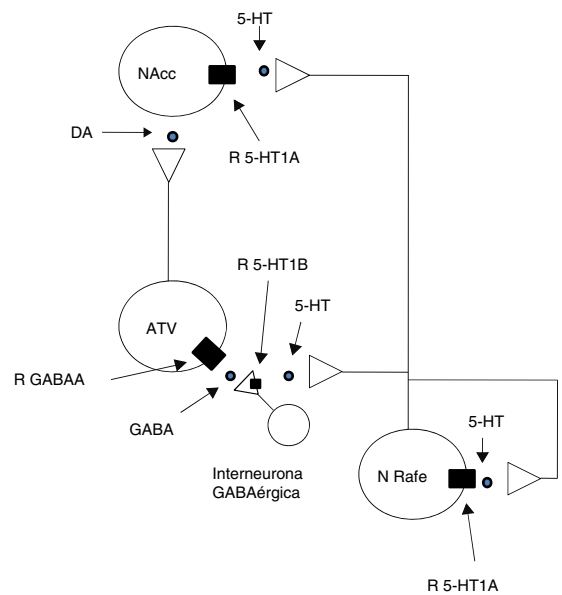 5-HT
NAcc
DA
R 5-HT1A
R 5-HT1B
5-HT
ATV
R GABAA
GABA
5-HT
N Rafe
Interneurona
GABAérgica
R 5-HT1A